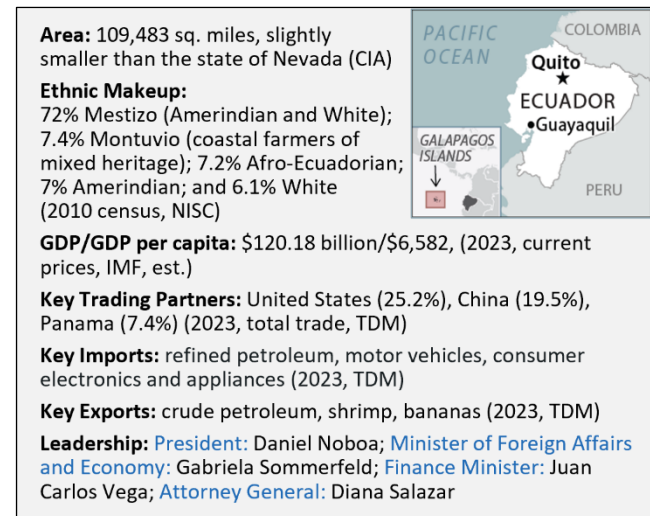 Area: 109,483 sq. miles, slightly
smaller than the state of Nevada (CIA)
Ethnic Makeup:
72% Mestizo (Amerindian and White);
7.4% Montuvio (coastal farmers of
mixed heritage); 7.2% Afro-Ecuadorian;
7% Amerindian; and 6.1% White
(2010 census, NISC)
PACIFIC
OCEAN
COLOMBIA
Quito
ECUADOR
Guayaquil
GALAPAGOS
ISLANDS
PERU
GDP/GDP per capita: $120.18 billion/$6,582, (2023, current
prices, IMF, est.)
Key Trading Partners: United States (25.2%), China (19.5%),
Panama (7.4%) (2023, total trade, TDM)
Key Imports: refined petroleum, motor vehicles, consumer
electronics and appliances (2023, TDM)
Key Exports: crude petroleum, shrimp, bananas (2023, TDM)
Leadership: President: Daniel Noboa; Minister of Foreign Affairs
and Economy: Gabriela Sommerfeld; Finance Minister: Juan
Carlos Vega; Attorney General: Diana Salazar